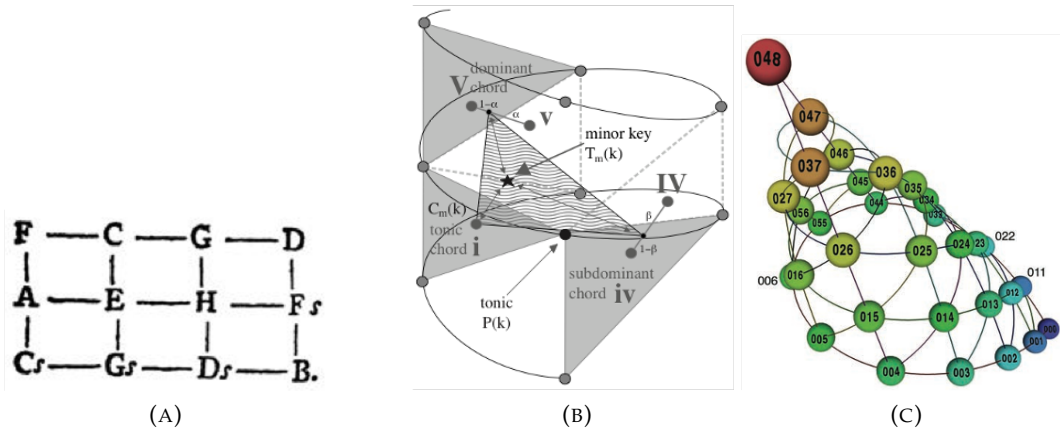 F C G D
A E H Fs
Cs Gs Ds B.
(A)
V dominant chord
1-α α
v
minor key
Tm(k)
IV
Cm(k)
tonic
chord i
β
1-β
subdominant
chord iv
tonic
P(k)
(B)
048
047
037
046
036
027
045
035
056
055
044
034
033
026
025
024
023
022
006
016
011
012
015
014
013
005
001
000
002
004
003
(C)